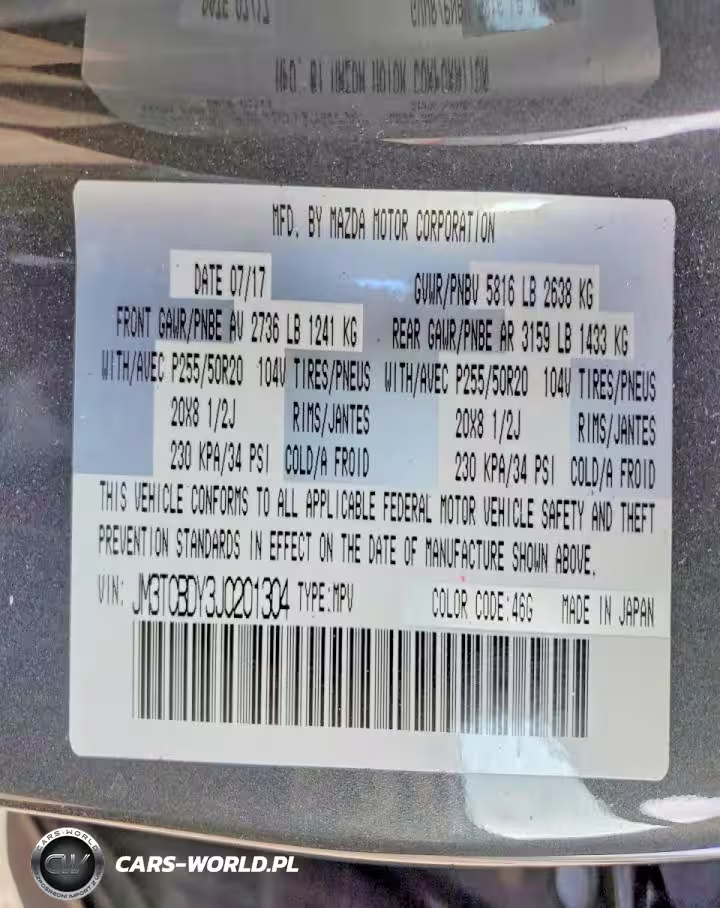 MFD. BY MAZDA MOTOR CORPORATION
DATE 07/17 GVWR/PNBV 5816 LB 2638 KG
FRONT GAWR/PNBE AV 2736 LB 1241 KG REAR GAWR/PNBE AR 3159 LB 1433 KG
WITH/AVEC P255/50R20 104V TIRES/PNEUS WITH/AVEC P255/50R20 104V TIRES/PNEUS
20X8 1/2J RIMS/JANTES 20X8 1/2J RIMS/JANTES
230 KPA/34 PSI COLD/A FROID 230 KPA/34 PSI COLD/A FROID
THIS VEHICLE CONFORMS TO ALL APPLICABLE FEDERAL MOTOR VEHICLE SAFETY AND THEFT
PREVENTION STANDARDS IN EFFECT ON THE DATE OF MANUFACTURE SHOWN ABOVE.
VIN: JM3TCBDY3J0201304 TYPE:MPV COLOR CODE:46G MADE IN JAPAN
CARS-WORLD
CW
CARS-WORLD.PL